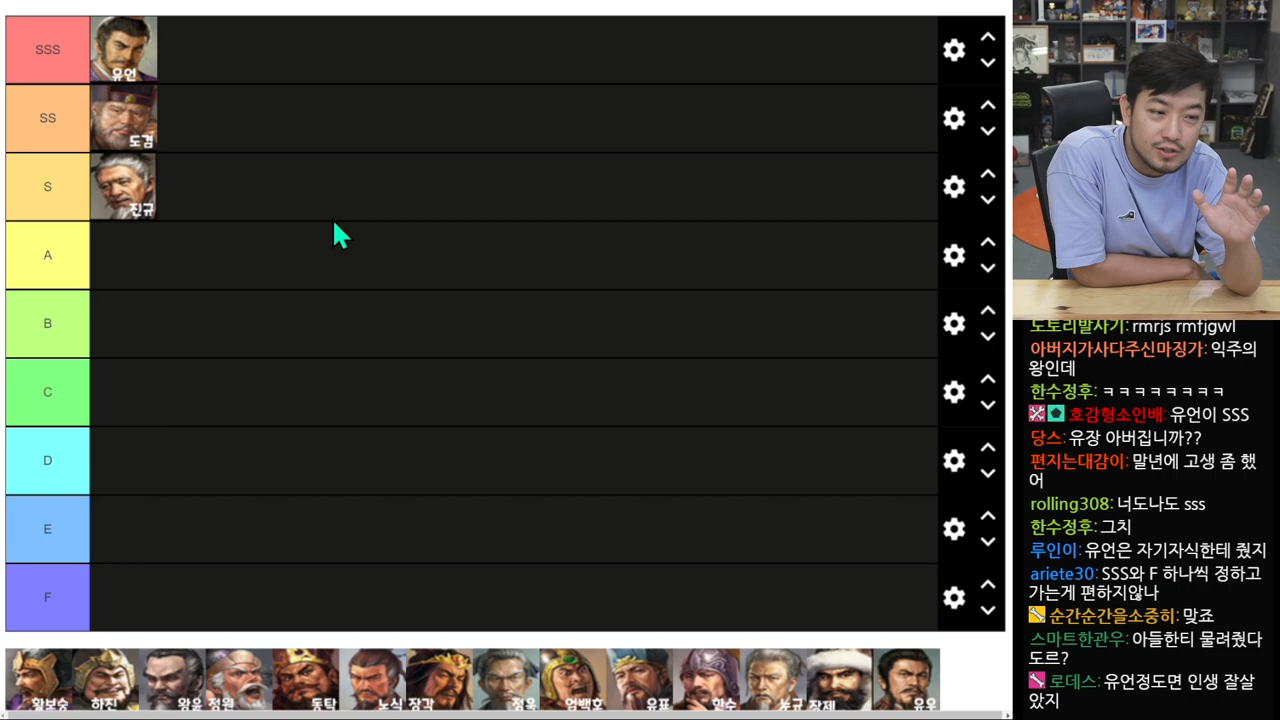 SSS
유언
SS
도겸
S
진규
A
B
C
D
E
F
황보숭 하진 왕윤 정원 동탁 노식 장각 정욱 엄백호 유표 한수 장제 유우
도토리발사기: rmrjs rmfjgwl
아버지가사다주신마징가: 익주의
왕인데
한수정후: ㅋㅋㅋㅋㅋㅋㅋㅋ
호감형소인배: 유언이 SSS
당스: 유장 아버집니까??
편지는대감이: 말년에 고생 좀 했
어
rolling308: 너도나도 sss
한수정후: 그치
루인이: 유언은 자기자식한테 줬지
ariete30: SSS와 F 하나씩 정하고
가는게 편하지않나
순간순간을소중히: 맞죠
스마트한관우: 아들한티 물려줬다
도르?
로데스: 유언정도면 인생 잘살
았지